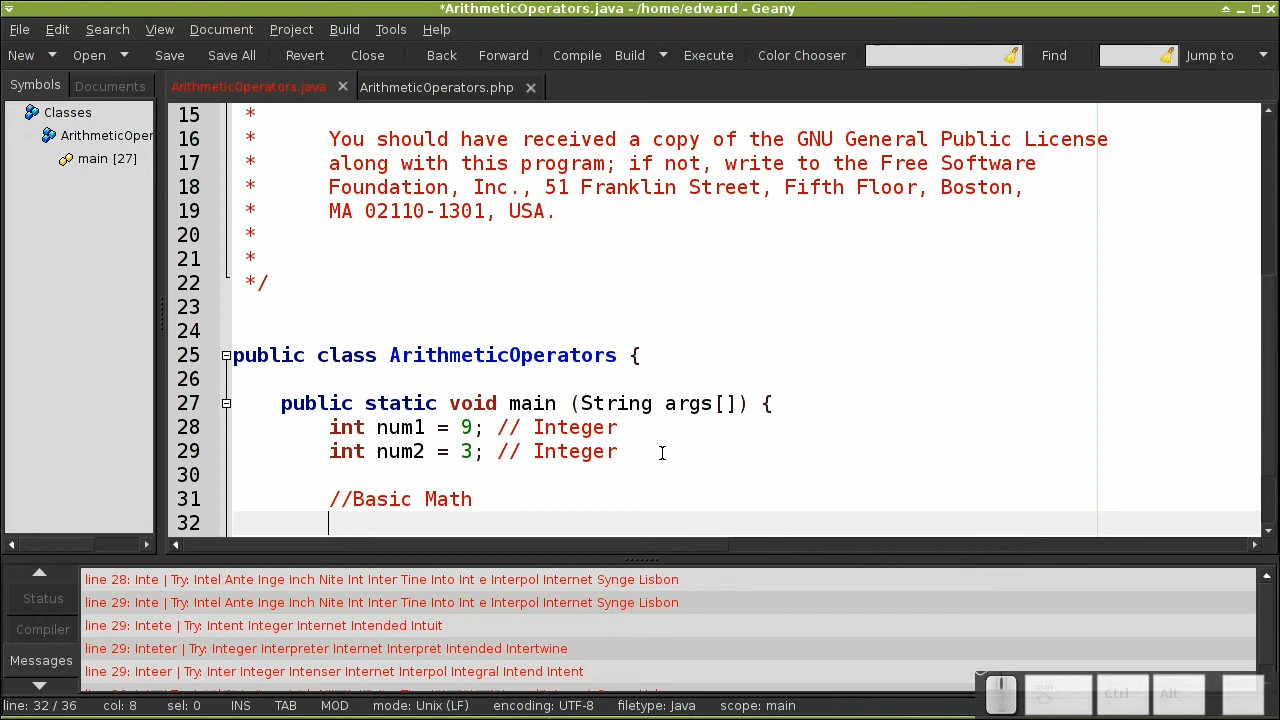 *ArithmeticOperators.java - /home/edward - Geany
File Edit Search View Document Project Build Tools Help
New Open Save Save All Revert Close Back Forward Compile Build Execute Color Chooser Find Jump to
Symbols Documents ArithmeticOperators.java ArithmeticOperators.php
Classes
ArithmeticOper
main [27]
15 *
16 * You should have received a copy of the GNU General Public License
17 * along with this program; if not, write to the Free Software
18 * Foundation, Inc., 51 Franklin Street, Fifth Floor, Boston,
19 * MA 02110-1301, USA.
20 *
21 *
22 */
23
24
25 public class ArithmeticOperators {
26
27 public static void main (String args[]) {
28 int num1 = 9; // Integer
29 int num2 = 3; // Integer
30
31 //Basic Math
32
Status
Compiler
Messages
line 28: Inte | Try: Intel Ante Inge Inch Nite Int Inter Tine Into Int e Interpol Internet Synge Lisbon
line 29: Inte | Try: Intel Ante Inge Inch Nite Int Inter Tine Into Int e Interpol Internet Synge Lisbon
line 29: Intete | Try: Intent Integer Internet Intended Intuit
line 29: Inteter | Try: Integer Interpreter Internet Interpret Intended Intertwine
line 29: Inteer | Try: Inter Integer Intenser Internet Interpol Integral Intend Intent
Shift Ctrl Alt
line: 32 / 36 col: 8 sel: 0 INS TAB MOD mode: Unix (LF) encoding: UTF-8 filetype: Java scope: main